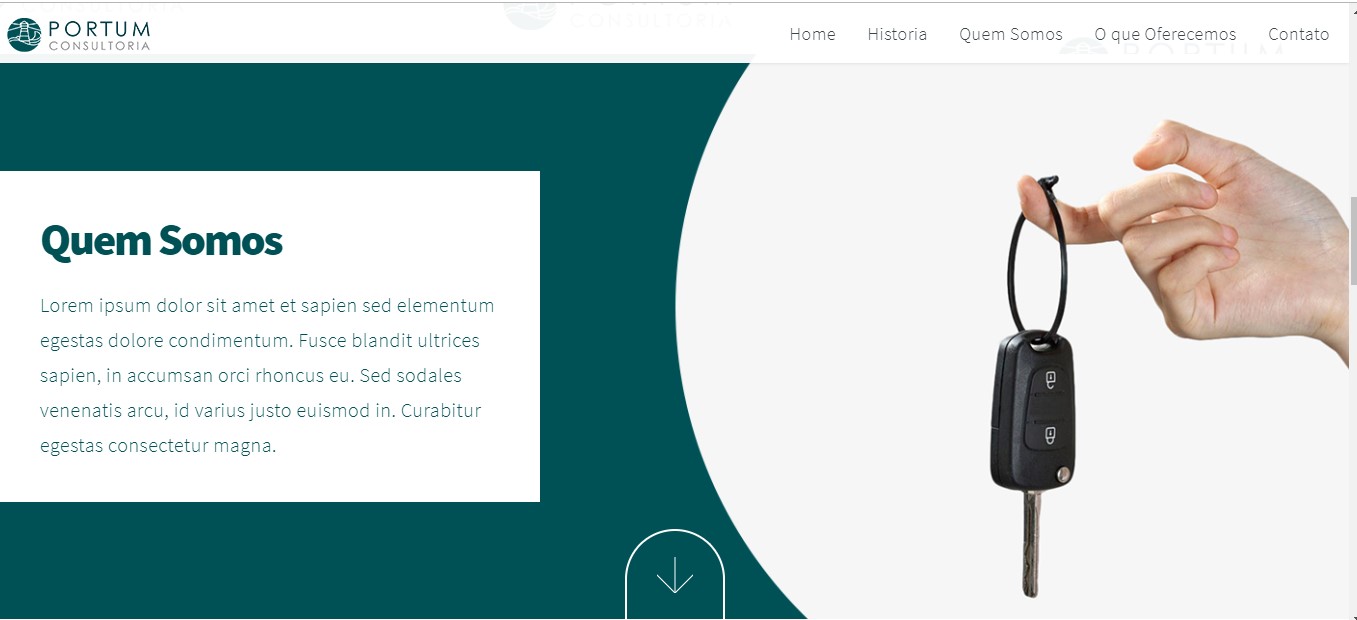 PORTUM
CONSULTORIA
Home Historia Quem Somos O que Oferecemos Contato
CONSULTORIA
PORTUM
Quem Somos
Lorem ipsum dolor sit amet et sapien sed elementum
egestas dolore condimentum. Fusce blandit ultrices
sapien, in accumsan orci rhoncus eu. Sed sodales
venenatis arcu, id varius justo euismod in. Curabitur
egestas consectetur magna.